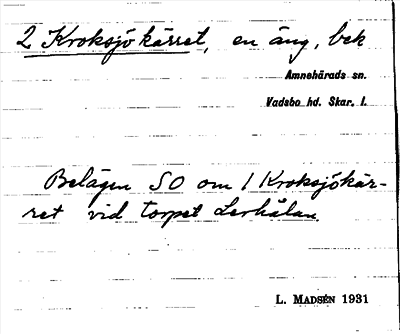 2 Kroksjökärret, en äng, bek
Amnehärads sn.
Vadsbo hd. Skar. l.
Belägen SO om 1 Kroksjökär-
ret vid torpet Lerhålan.
L. MADSÉN 1931